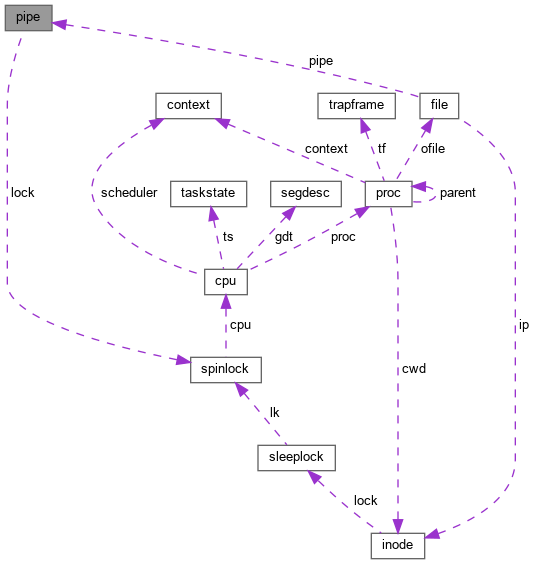 pipe
pipe
context
trapframe
file
context
tf
ofile
lock
scheduler
taskstate
segdesc
proc
parent
ts
gdt
proc
cpu
cpu
ip
spinlock
cwd
lk
sleeplock
lock
inode